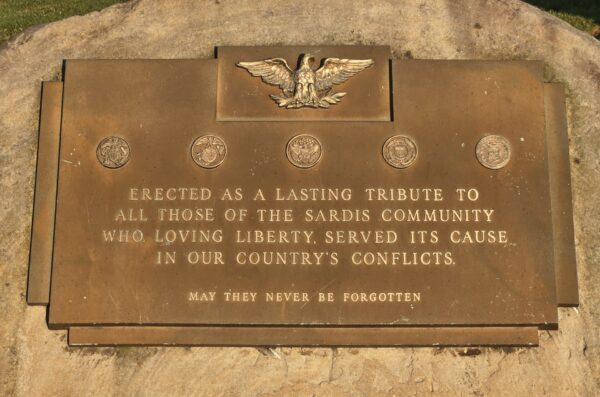 ERECTED AS A LASTING TRIBUTE TO
ALL THOSE OF THE SARDIS COMMUNITY
WHO, LOVING LIBERTY, SERVED ITS CAUSE
IN OUR COUNTRY'S CONFLICTS.
MAY THEY NEVER BE FORGOTTEN